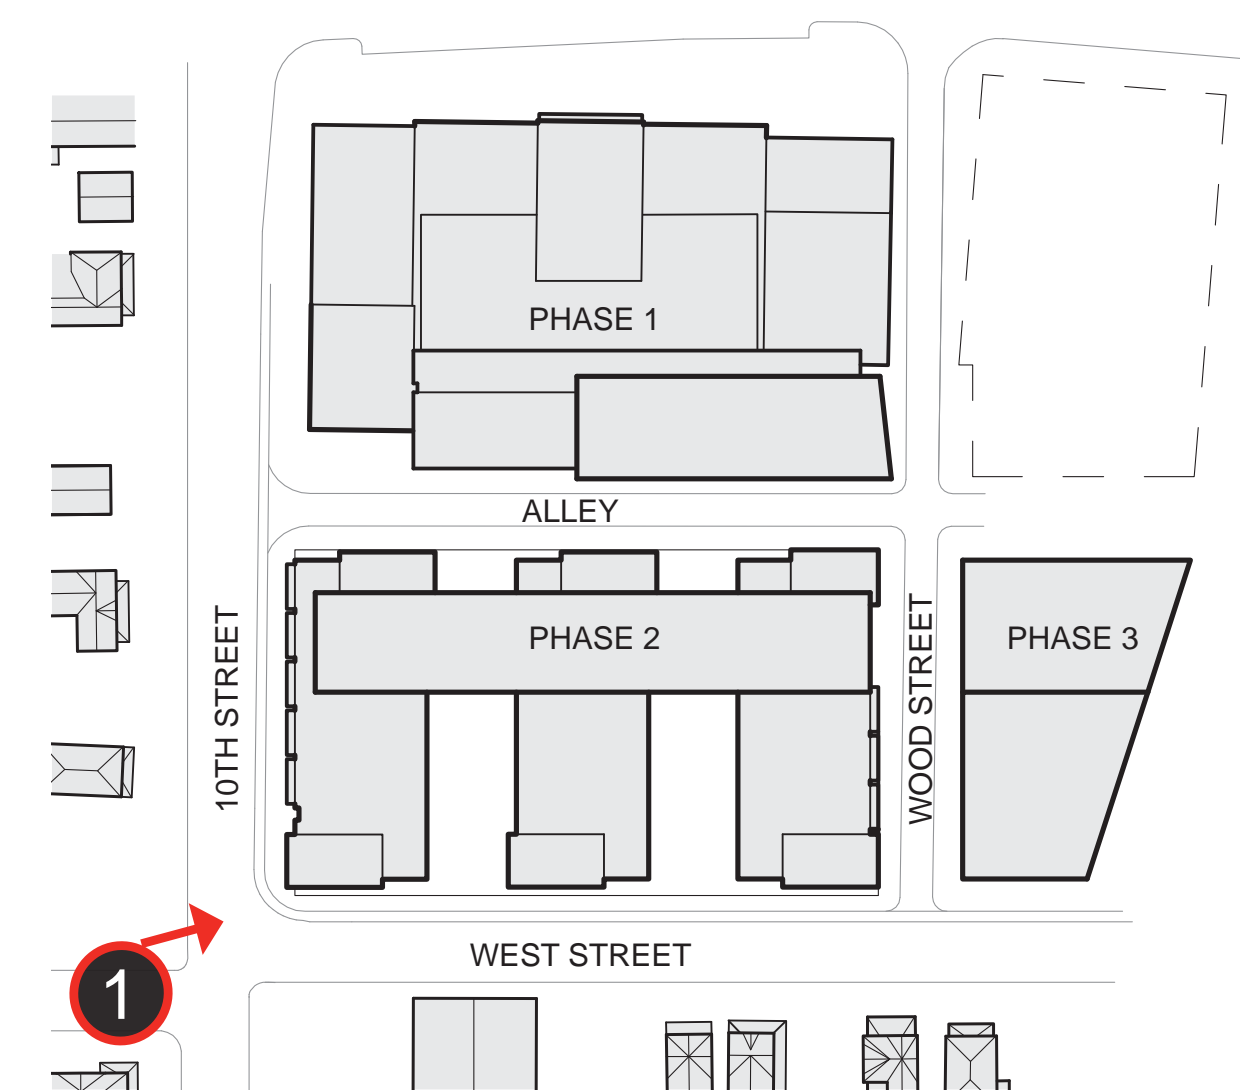 PHASE 1
ALLEY
10TH STREET
PHASE 2
WOOD STREET
PHASE 3
WEST STREET
1